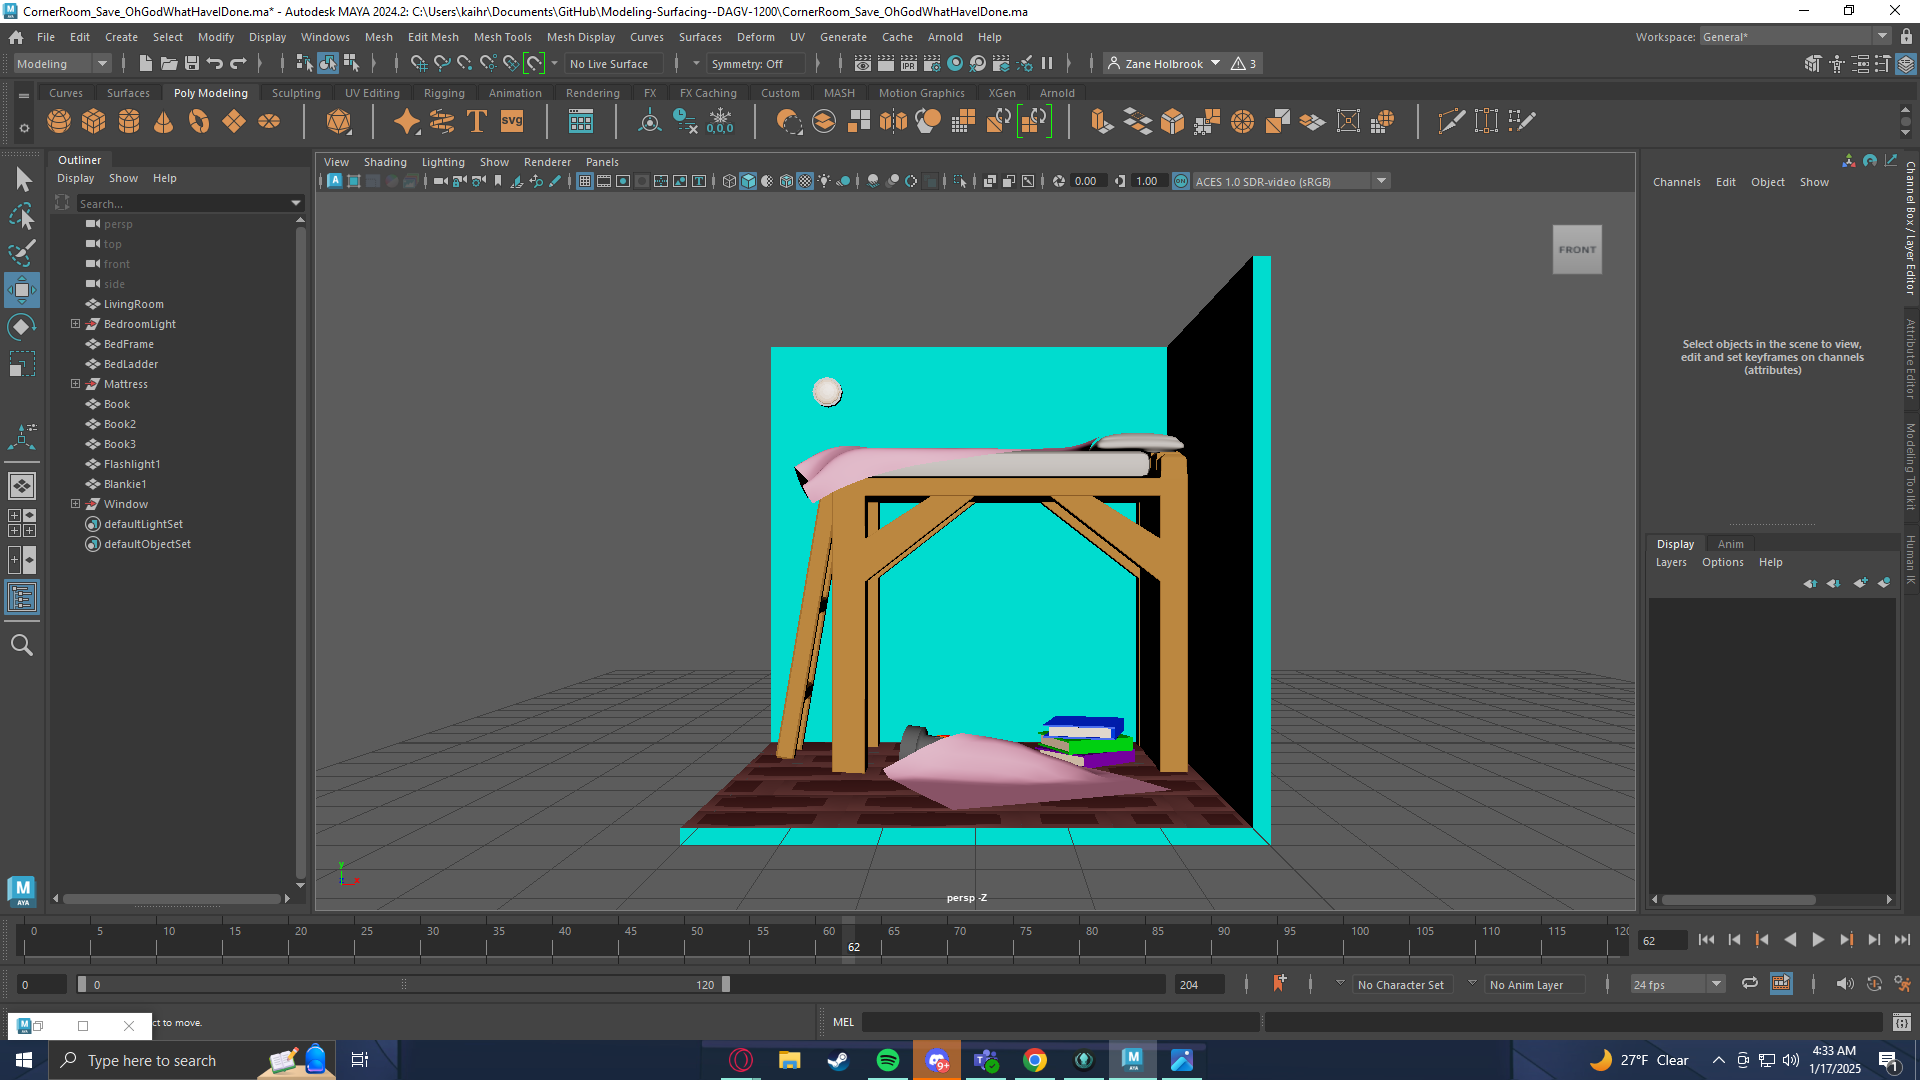 CornerRoom_Save_OhGodWhatHaveIDone.ma* - Autodesk MAYA 2024.2: C:\Users\kaihr\Documents\GitHub\Modeling-Surfacing--DAGV-1200\CornerRoom_Save_OhGodWhatHaveIDone.ma
File Edit Create Select Modify Display Windows Mesh Edit Mesh Mesh Tools Mesh Display Curves Surfaces Deform UV Generate Cache Arnold Help
Workspace: General*
Modeling
No Live Surface
Symmetry: Off
Zane Holbrook
3
Curves Surfaces Poly Modeling Sculpting UV Editing Rigging Animation Rendering FX FX Caching Custom MASH Motion Graphics XGen Arnold
T svg 0,0,0
Outliner
Display Show Help
Search...
persp
top
front
side
LivingRoom
BedroomLight
BedFrame
BedLadder
Mattress
Book
Book2
Book3
Flashlight1
Blankie1
Window
defaultLightSet
defaultObjectSet
View Shading Lighting Show Renderer Panels
0.00 1.00 ACES 1.0 SDR-video (sRGB)
FRONT
persp -Z
y
Channels Edit Object Show
Select objects in the scene to view,
edit and set keyframes on channels
(attributes)
Channel Box / Layer Editor
Attribute Editor
Modeling Toolkit
Human IK
Display Anim
Layers Options Help
0 5 10 15 20 25 30 35 40 45 50 55 60 65 70 75 80 85 90 95 100 105 110 115 120
62
62
0 0 120 204
No Character Set
No Anim Layer
24 fps
ct to move.
MEL
M
AYA
Type here to search
9+
27°F Clear
4:33 AM
1/17/2025
1